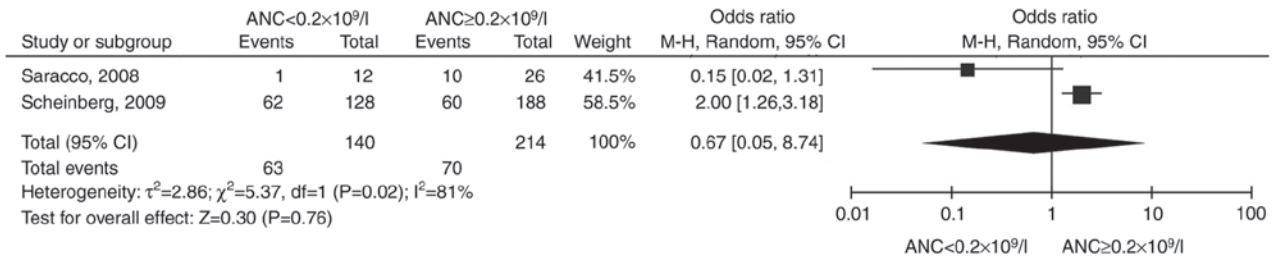 ANC<0.2×10⁹/l ANC≥0.2×10⁹/l Odds ratio Odds ratio
Study or subgroup Events Total Events Total Weight M-H, Random, 95% CI M-H, Random, 95% CI
Saracco, 2008 1 12 10 26 41.5% 0.15 [0.02, 1.31]
Scheinberg, 2009 62 128 60 188 58.5% 2.00 [1.26,3.18]
Total (95% CI) 140 214 100% 0.67 [0.05, 8.74]
Total events 63 70
Heterogeneity: τ²=2.86; χ²=5.37, df=1 (P=0.02); I²=81%
Test for overall effect: Z=0.30 (P=0.76)
0.01 0.1 1 10 100
ANC<0.2×10⁹/l ANC≥0.2×10⁹/l